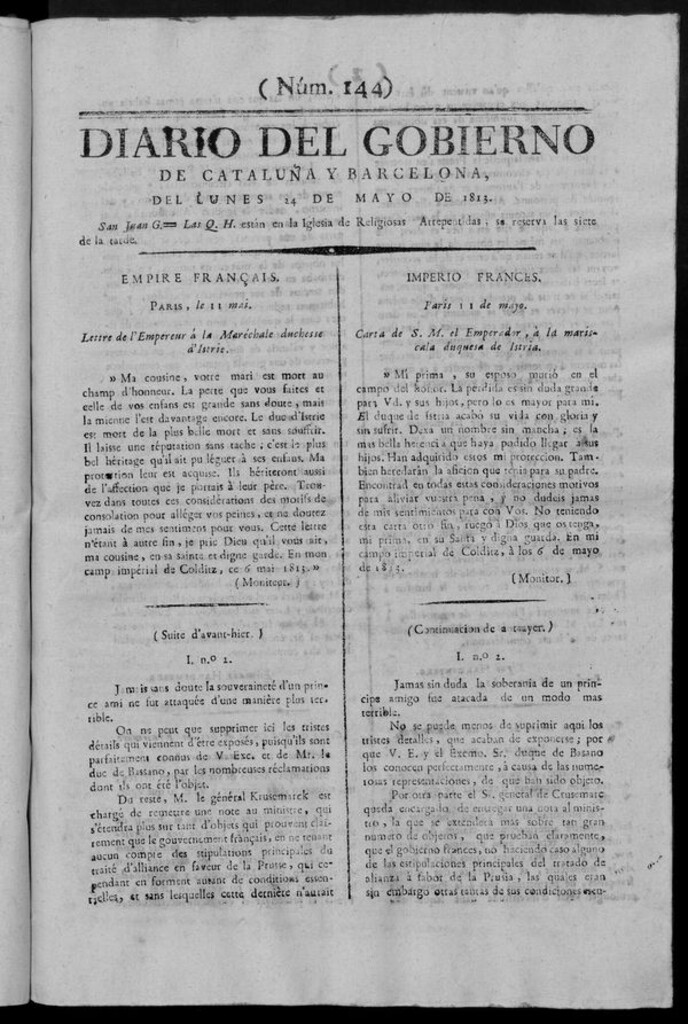 ( Núm. 144)
DIARIO DEL GOBIERNO
DE CATALUÑA Y BARCELONA,
DEL LUNES 24 DE MAYO DE 1813.
San Juan G.= Las Q. H. están en la Iglesia de Religiosas Arrepentidas, se reserva las siete
de la tarde.
EMPIRE FRANÇAIS.
PARIS, le 11 mai.
Lettre de l'Empereur à la Maréchale duchesse
d'Istrie.
» Ma cousine, votre mari est mort au
champ d'honneur. La perte que vous faites et
celle de vos enfans est grande sans doute, mais
la mienne l'est davantage encore. Le duc d'Istrie
est mort de la plus belle mort et sans souffrir.
Il laisse une réputation sans tache ; c'est le plus
bel héritage qu'il ait pu léguer à ses enfans. Ma
protection leur est acquise. Ils hériteront aussi
de l'affection que je portais à leur père. Trou-
vez dans toutes ces considérations des motifs de
consolation pour alléger vos peines, et ne doutez
jamais de mes sentimens pour vous. Cette lettre
n'étant à autre fin, je prie Dieu qu'il vous ait,
ma cousine, en sa sainte et digne garde. En mon
camp impérial de Colditz, ce 6 mai 1813. »
( Moniteur. )
( Suite d'avant-hier. )
I. n.º 2.
Jamais sans doute la souveraineté d'un prin-
ce ami ne fut attaquée d'une manière plus ter-
rible.
On ne peut que supprimer ici les tristes
détails qui viennent d'être exposés, puisqu'ils sont
parfaitement connus de V. Exc. et de Mr. le
duc de Bassano, par les nombreuses réclamations
dont ils ont été l'objet.
Du reste, M. le général Krusemarck est
chargé de remettre une note au ministre, qui
s'étendra plus sur tant d'objets qui prouvent clai-
rement que le gouvernement français, en ne tenant
aucun compte des stipulations principales du
traité d'alliance en faveur de la Prusse, qui ce-
pendant en forment autant de conditions essen-
tielles, et sans lesquelles cette dernière n'aurait
IMPERIO FRANCES.
Paris 11 de mayo.
Carta de S. M. el Emperador, à la maris-
cala duquesa de Istria.
» Mi prima, su esposo murió en el
campo del honor. La pérdida es sin duda grande
para Vd. y sus hijos, pero lo es mayor para mi.
El duque de Istria acabó su vida con gloria y
sin sufrir. Dexa un nombre sin mancha ; es la
mas bella herencia que haya podido llegar a sus
hijos. Han adquirido estos mi proteccion. Tam-
bien heredarán la aficion que tenia para su padre.
Encontrad en todas estas consideraciones motivos
para aliviar vuestra pena, y no dudeis jamas
de mis sentimientos para con Vos. No teniendo
esta carta otro fin, ruego à Dios que os tenga,
mi prima, en su Santa y digna guarda. En mi
campo imperial de Colditz, à los 6 de mayo
de 1813.
(Monitor.)
(Continuacion de a t ayer.)
I. n.º 2.
Jamas sin duda la soberania de un prin-
cipe amigo fue atacada de un modo mas
terrible.
No se puede menos de suprimir aqui los
tristes detalles, que acaban de exponerse ; por
que V. E. y el Excmo. Sr. duque de Basano
los conocen perfectamente, à causa de las nume-
rosas representaciones, de que han sido objeto.
Por otra parte el S. general de Crusemarc
queda encargado de entregar una nota al minis-
tro, la que se extenderá mas sobre tan gran
numero de objetos, que prueban claramente,
que el gobierno frances, no haciendo caso alguno
de las estipulaciones principales del tratado de
alianza à fabor de la Prusia, las quales eran
sin embargo otras tantas de sus condiciones esen-